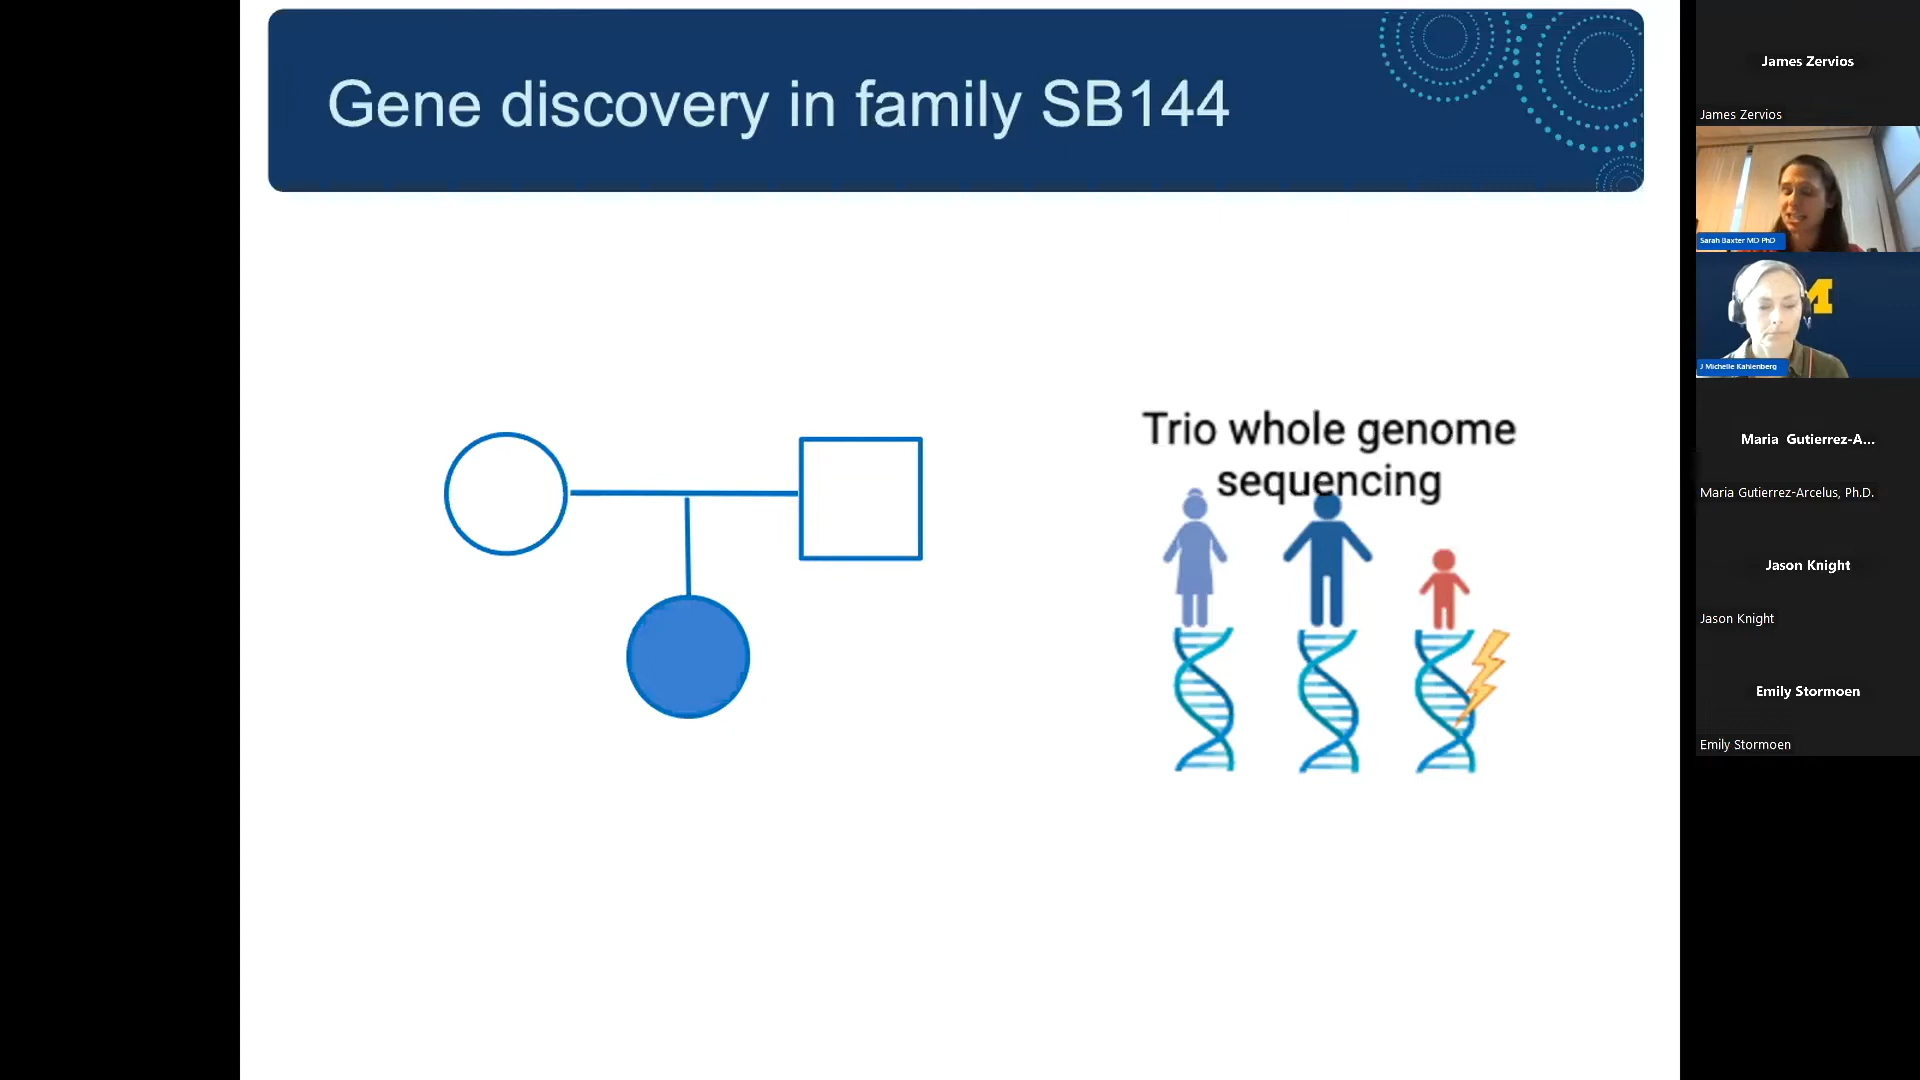 Gene discovery in family SB144
Trio whole genome
sequencing
James Zervios
James Zervios
Sarah Baxter MD PhD
M
J Michelle Kahlenberg
Maria Gutierrez-A...
Maria Gutierrez-Arcelus, Ph.D.
Jason Knight
Jason Knight
Emily Stormoen
Emily Stormoen